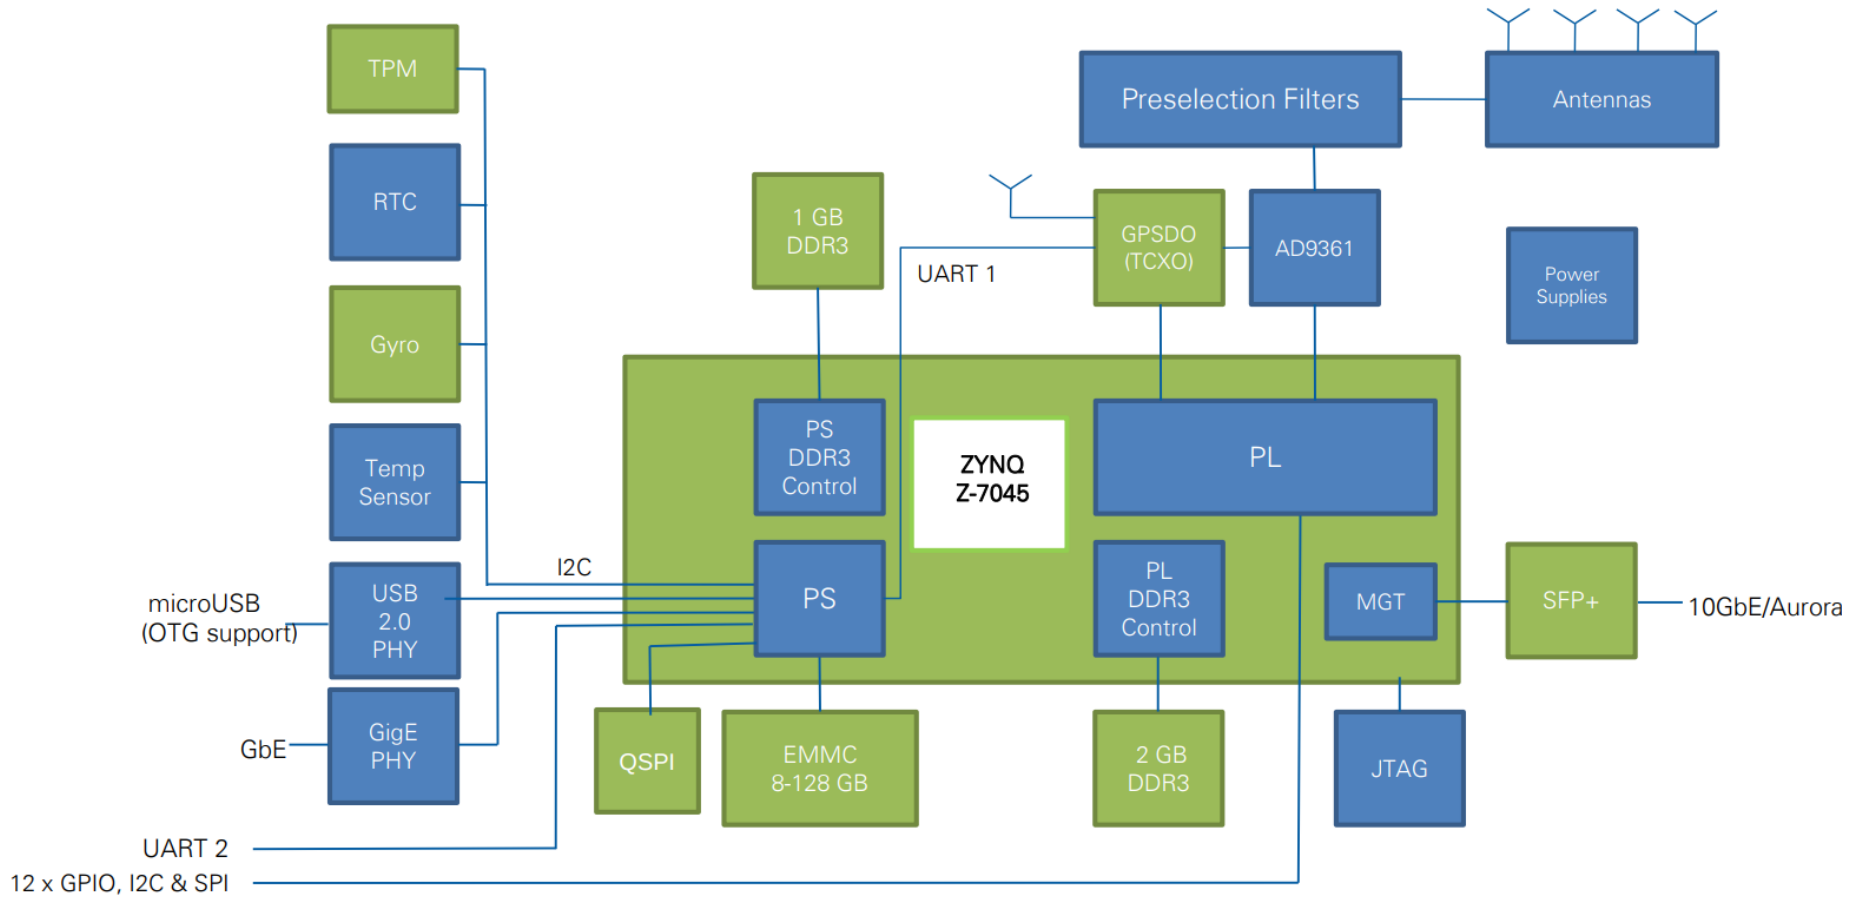 TPM
Preselection Filters
Antennas
RTC
1 GB
DDR3
GPSDO
(TCXO)
AD9361
UART 1
Power
Supplies
Gyro
PS
DDR3
Control
ZYNQ
Z-7045
PL
Temp
Sensor
I2C
microUSB
(OTG support)
USB
2.0
PHY
PS
PL
DDR3
Control
MGT
SFP+
10GbE/Aurora
GbE
GigE
PHY
QSPI
EMMC
8-128 GB
2 GB
DDR3
JTAG
UART 2
12 x GPIO, I2C & SPI